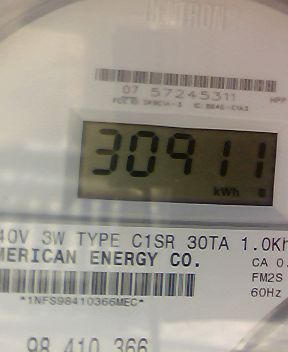 ITRON
07 57245311
30911
kWh
40V 3W TYPE C1SR 30TA 1.0Kh
MERICAN ENERGY CO.
CA 0.
FM2S
60Hz
*1NFS98410366MEC*
98 410 366